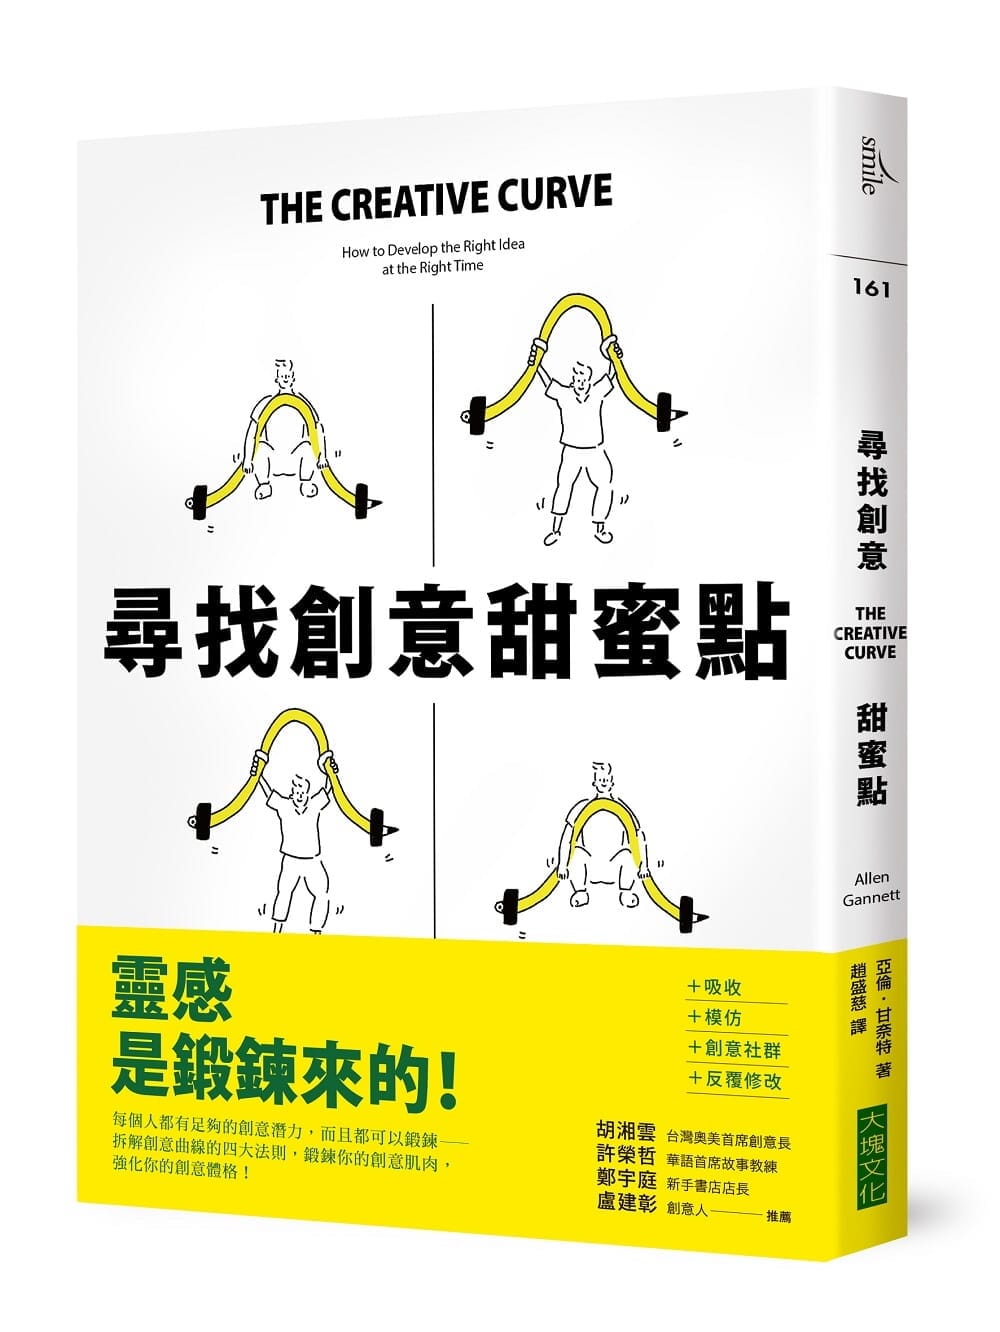 THE CREATIVE CURVE
How to Develop the Right Idea
at the Right Time
尋找創意甜蜜點
靈感
是鍛鍊來的!
每個人都有足夠的創意潛力，而且都可以鍛鍊——
拆解創意曲線的四大法則，鍛鍊你的創意肌肉，
強化你的創意體格！
＋吸收
＋模仿
＋創意社群
＋反覆修改
胡湘雲 台灣奧美首席創意長
許榮哲 華語首席故事教練
鄭宇庭 新手書店店長
盧建彰 創意人——推薦
smile
161
尋找創意
THE
CREATIVE
CURVE
甜蜜點
Allen
Gannett
亞倫・甘奈特 著
趙盛慈 譯
大塊文化